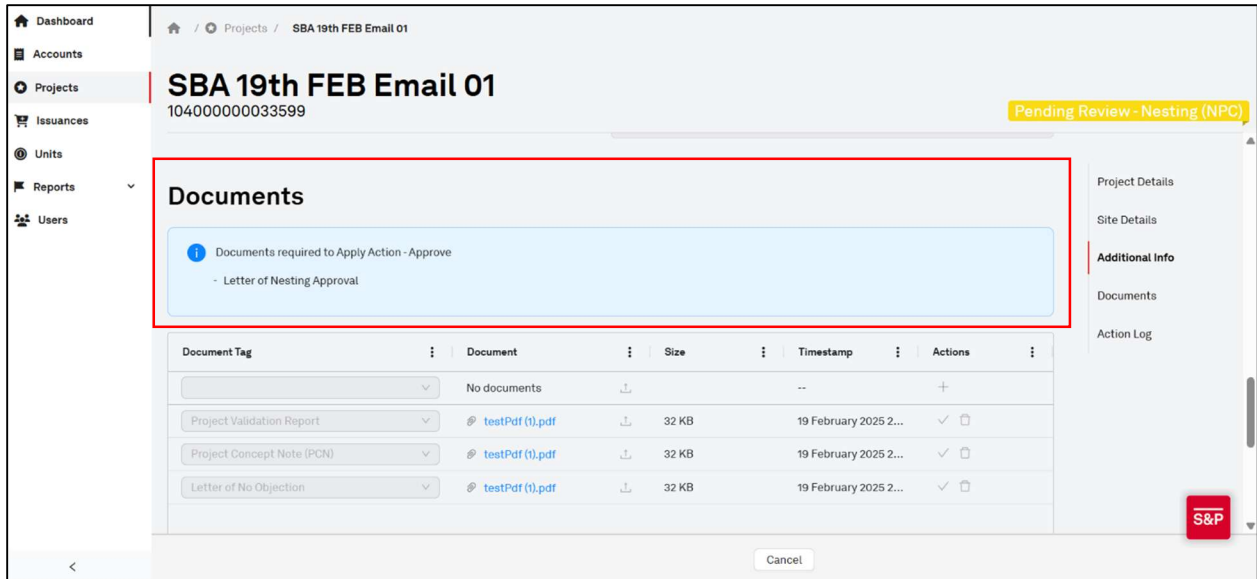 Dashboard
Accounts
Projects
Issuances
Units
Reports
Users
/ Projects / SBA 19th FEB Email 01
SBA 19th FEB Email 01
104000000033599
Pending Review - Nesting (NPC)
Documents
Documents required to Apply Action - Approve
- Letter of Nesting Approval
Document Tag Document Size Timestamp Actions
No documents --
Project Validation Report testPdf (1).pdf 32 KB 19 February 2025 2...
Project Concept Note (PCN) testPdf (1).pdf 32 KB 19 February 2025 2...
Letter of No Objection testPdf (1).pdf 32 KB 19 February 2025 2...
Project Details
Site Details
Additional Info
Documents
Action Log
S&P
Cancel